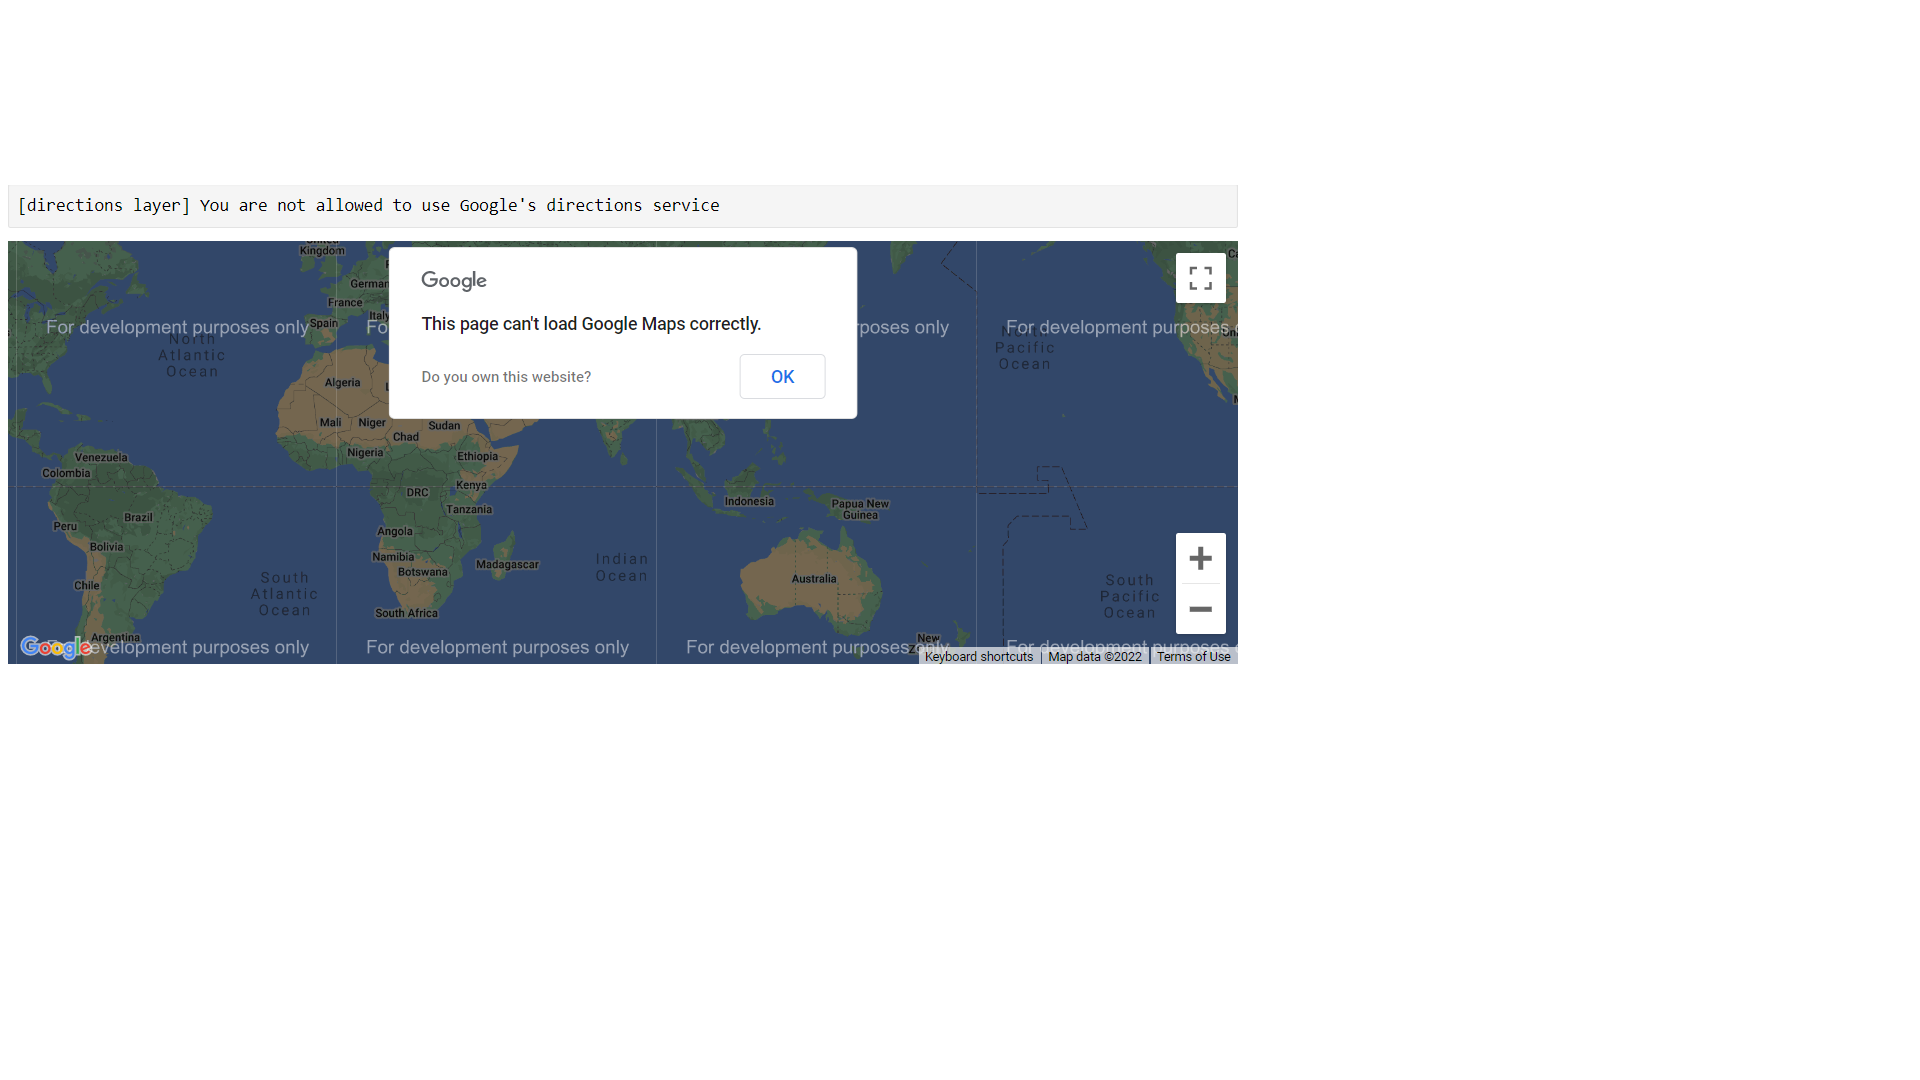 [directions layer] You are not allowed to use Google's directions service
Google
This page can't load Google Maps correctly.
Do you own this website?
OK
United
Kingdom
German
France
Spain
Italy
For development purposes only
North
Atlantic
Ocean
For development purposes
North
Pacific
Ocean
Algeria
Mali
Niger
Chad
Sudan
Nigeria
Ethiopia
Venezuela
Colombia
DRC
Kenya
Tanzania
Indonesia
Papua New
Guinea
Brazil
Peru
Bolivia
Angola
Namibia
Botswana
Madagascar
Indian
Ocean
Australia
Chile
South
Atlantic
Ocean
South Africa
South
Pacific
Ocean
Argentina
New
Google
For development purposes only
For development purposes only
Keyboard shortcuts
Map data ©2022
Terms of Use